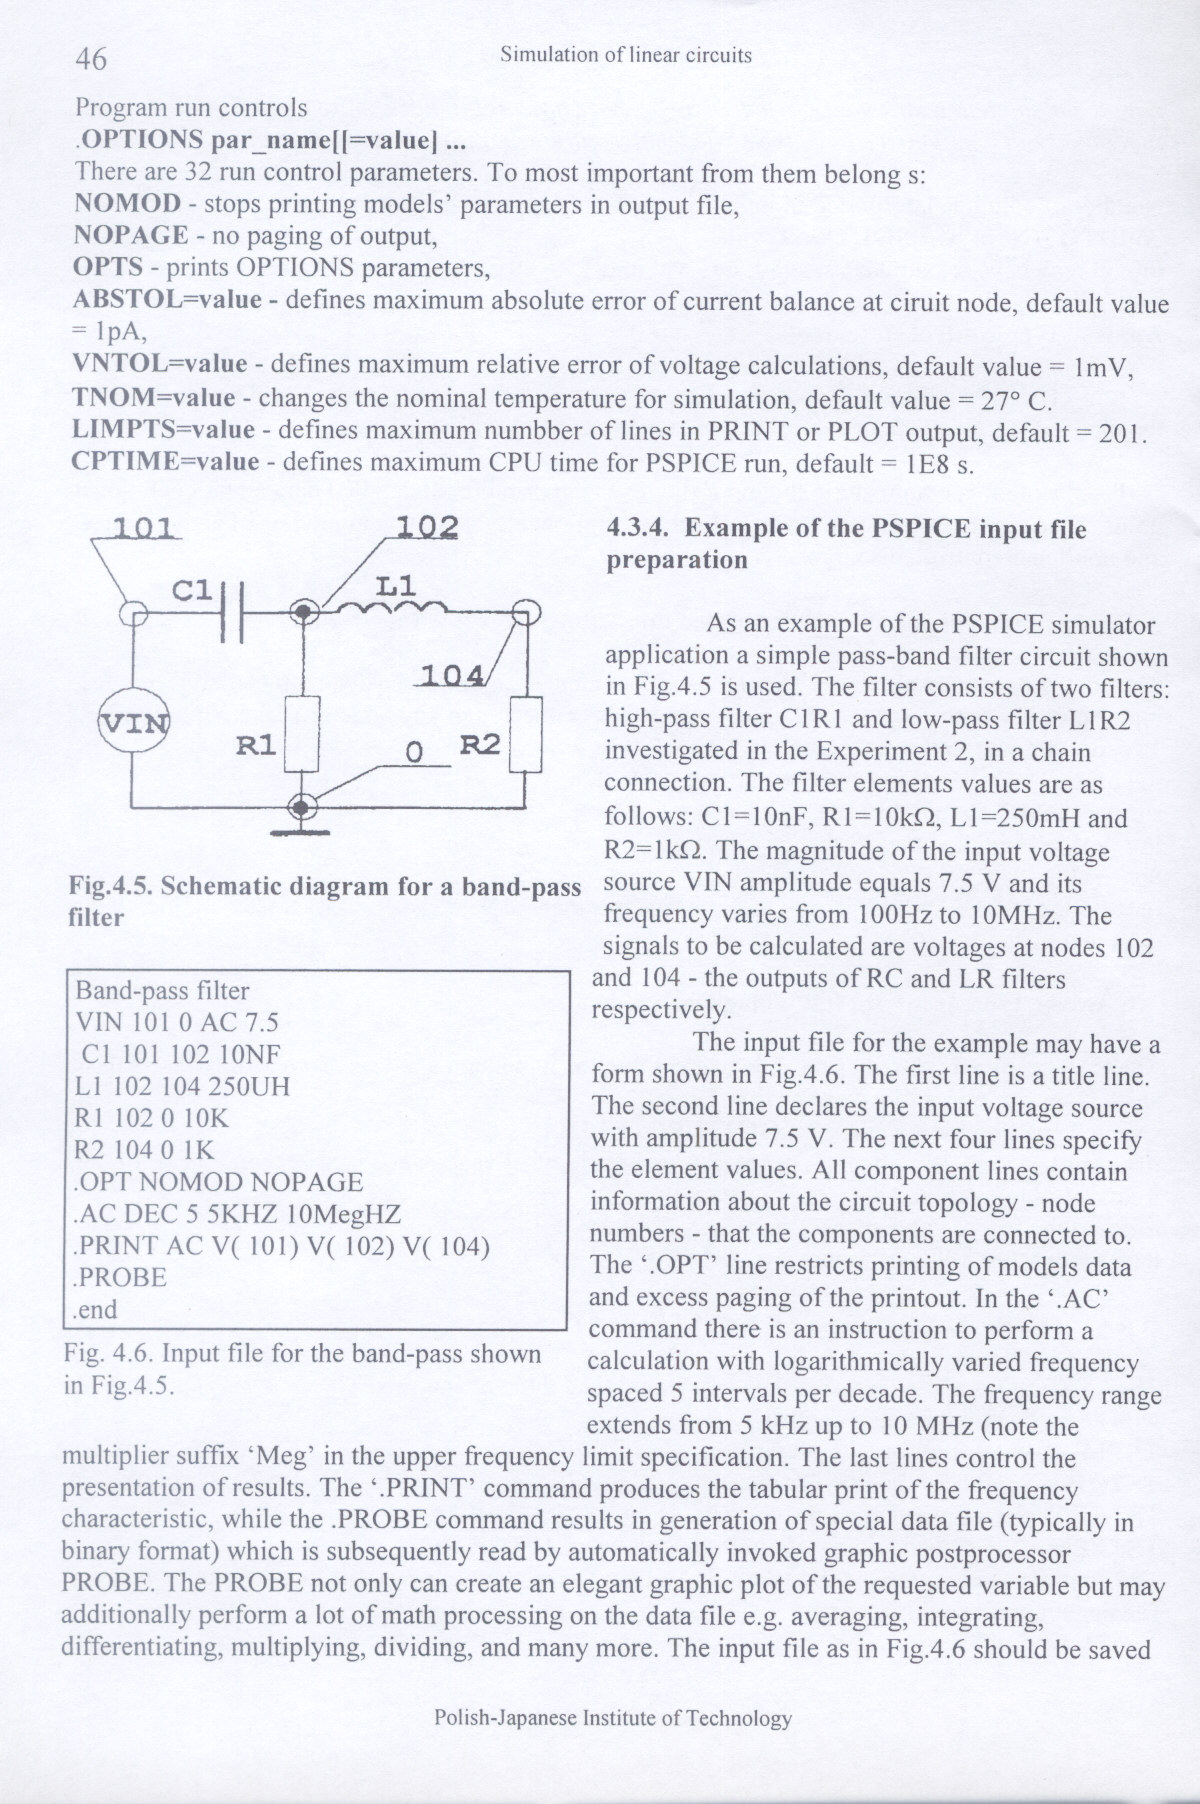 46
Simulation of linear circuits
Program run controls
.OPTIONS par_name[[=value] ...
There are 32 run control parameters. To most important from them belong s:
NOMOD - stops printing models’ parameters in output file,
NOPAGE - no paging of output,
OPTS - prints OPTIONS parameters,
ABSTOL=value - defines maximum absolute error of current balance at ciruit node, default value
= 1pA,
VNTOL=value - defines maximum relative error of voltage calculations, default value = 1mV,
TNOM=value - changes the nominal temperature for simulation, default value = 27° C.
LIMPTS=value - defines maximum numbber of lines in PRINT or PLOT output, default = 201.
CPTIME=value - defines maximum CPU time for PSPICE run, default = 1E8 s.
101
102
C1
L1
104
VIN
R1
0
R2
Fig.4.5. Schematic diagram for a band-pass
filter
Band-pass filter
VIN 101 0 AC 7.5
C1 101 102 10NF
L1 102 104 250UH
R1 102 0 10K
R2 104 0 1K
.OPT NOMOD NOPAGE
.AC DEC 5 5KHZ 10MegHZ
.PRINT AC V( 101) V( 102) V( 104)
.PROBE
.end
Fig. 4.6. Input file for the band-pass shown
in Fig.4.5.
4.3.4. Example of the PSPICE input file
preparation
As an example of the PSPICE simulator
application a simple pass-band filter circuit shown
in Fig.4.5 is used. The filter consists of two filters:
high-pass filter C1R1 and low-pass filter L1R2
investigated in the Experiment 2, in a chain
connection. The filter elements values are as
follows: C1=10nF, R1=10kΩ, L1=250mH and
R2=1kΩ. The magnitude of the input voltage
source VIN amplitude equals 7.5 V and its
frequency varies from 100Hz to 10MHz. The
signals to be calculated are voltages at nodes 102
and 104 - the outputs of RC and LR filters
respectively.
The input file for the example may have a
form shown in Fig.4.6. The first line is a title line.
The second line declares the input voltage source
with amplitude 7.5 V. The next four lines specify
the element values. All component lines contain
information about the circuit topology - node
numbers - that the components are connected to.
The ‘.OPT’ line restricts printing of models data
and excess paging of the printout. In the ‘.AC’
command there is an instruction to perform a
calculation with logarithmically varied frequency
spaced 5 intervals per decade. The frequency range
extends from 5 kHz up to 10 MHz (note the
multiplier suffix ‘Meg’ in the upper frequency limit specification. The last lines control the
presentation of results. The ‘.PRINT’ command produces the tabular print of the frequency
characteristic, while the .PROBE command results in generation of special data file (typically in
binary format) which is subsequently read by automatically invoked graphic postprocessor
PROBE. The PROBE not only can create an elegant graphic plot of the requested variable but may
additionally perform a lot of math processing on the data file e.g. averaging, integrating,
differentiating, multiplying, dividing, and many more. The input file as in Fig.4.6 should be saved
Polish-Japanese Institute of Technology